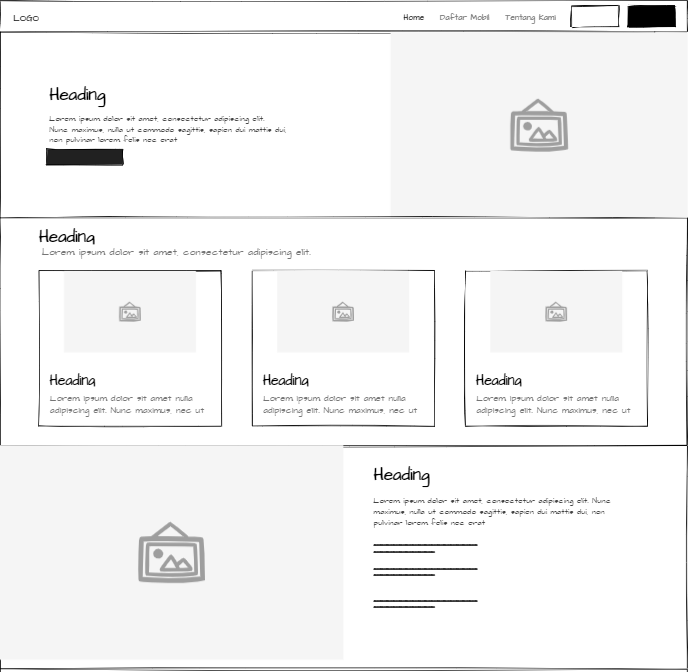 LOGO
Home Daftar Mobil Tentang Kami
Heading
Lorem ipsum dolor sit amet, consectetur adipiscing elit.
Nunc maximus, nulla ut commodo sagittis, sapien dui mattis dui,
non pulvinar lorem felis nec erat
Heading
Lorem ipsum dolor sit amet, consectetur adipiscing elit.
Heading
Lorem ipsum dolor sit amet nulla
adipiscing elit. Nunc maximus, nec ut
Heading
Lorem ipsum dolor sit amet nulla
adipiscing elit. Nunc maximus, nec ut
Heading
Lorem ipsum dolor sit amet nulla
adipiscing elit. Nunc maximus, nec ut
Heading
Lorem ipsum dolor sit amet, consectetur adipiscing elit. Nunc
maximus, nulla ut commodo sagittis, sapien dui mattis dui, non
pulvinar lorem felis nec erat